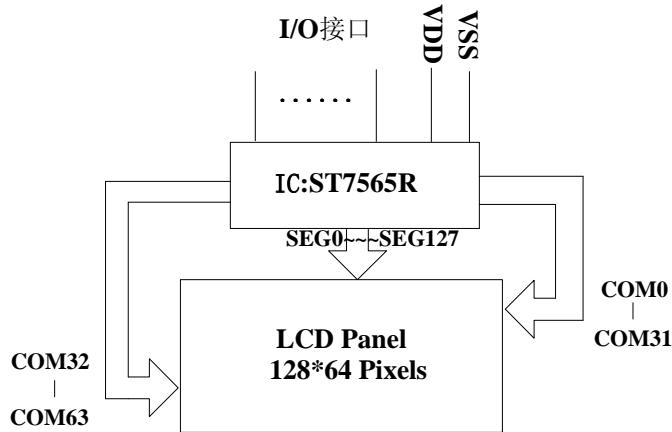 I/O接口
VDD
VSS
······
IC:ST7565R
SEG0~~~SEG127
LCD Panel
128*64 Pixels
COM0
|
COM31
COM32
|
COM63